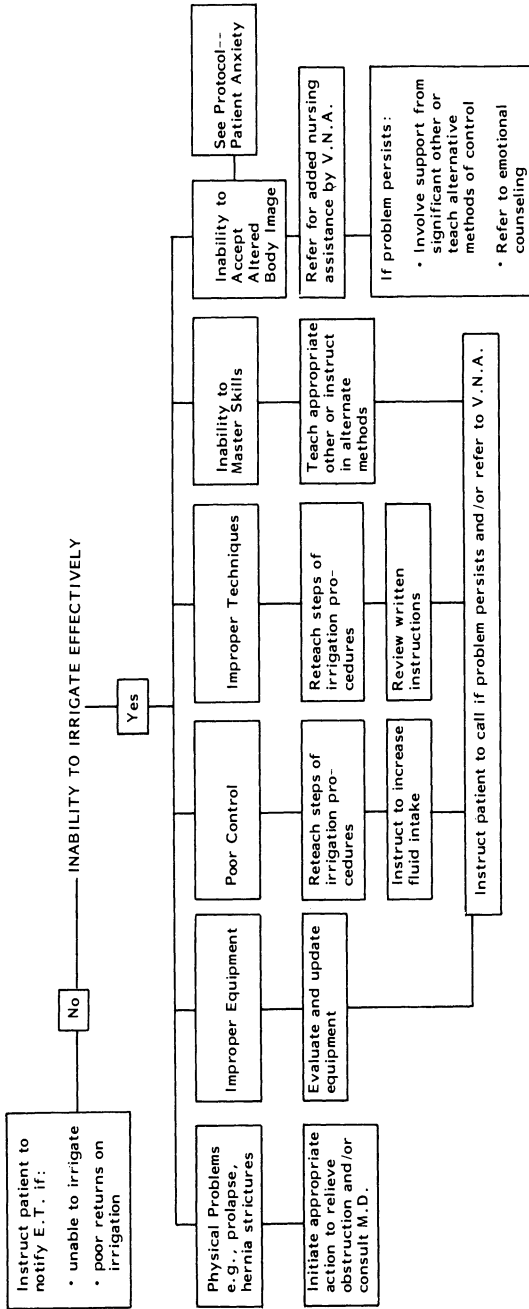 INABILITY TO IRRIGATE EFFECTIVELY
No
Instruct patient to
notify E.T. if:
• unable to irrigate
• poor returns on
irrigation
Yes
Physical Problems
e.g., prolapse,
hernia strictures
Initiate appropriate
action to relieve
obstruction and/or
consult M.D.
Improper Equipment
Evaluate and update
equipment
Poor Control
Reteach steps of
irrigation pro-
cedures
Instruct to increase
fluid intake
Improper Techniques
Reteach steps of
irrigation pro-
cedures
Review written
instructions
Inability to
Master Skills
Teach appropriate
other or instruct
in alternate
methods
Instruct patient to call if problem persists and/or refer to V.N.A.
Inability to
Accept
Altered
Body Image
See Protocol--
Patient Anxiety
Refer for added nursing
assistance by V.N.A.
If problem persists:
• Involve support from
significant other or
teach alternative
methods of control
• Refer to emotional
counseling